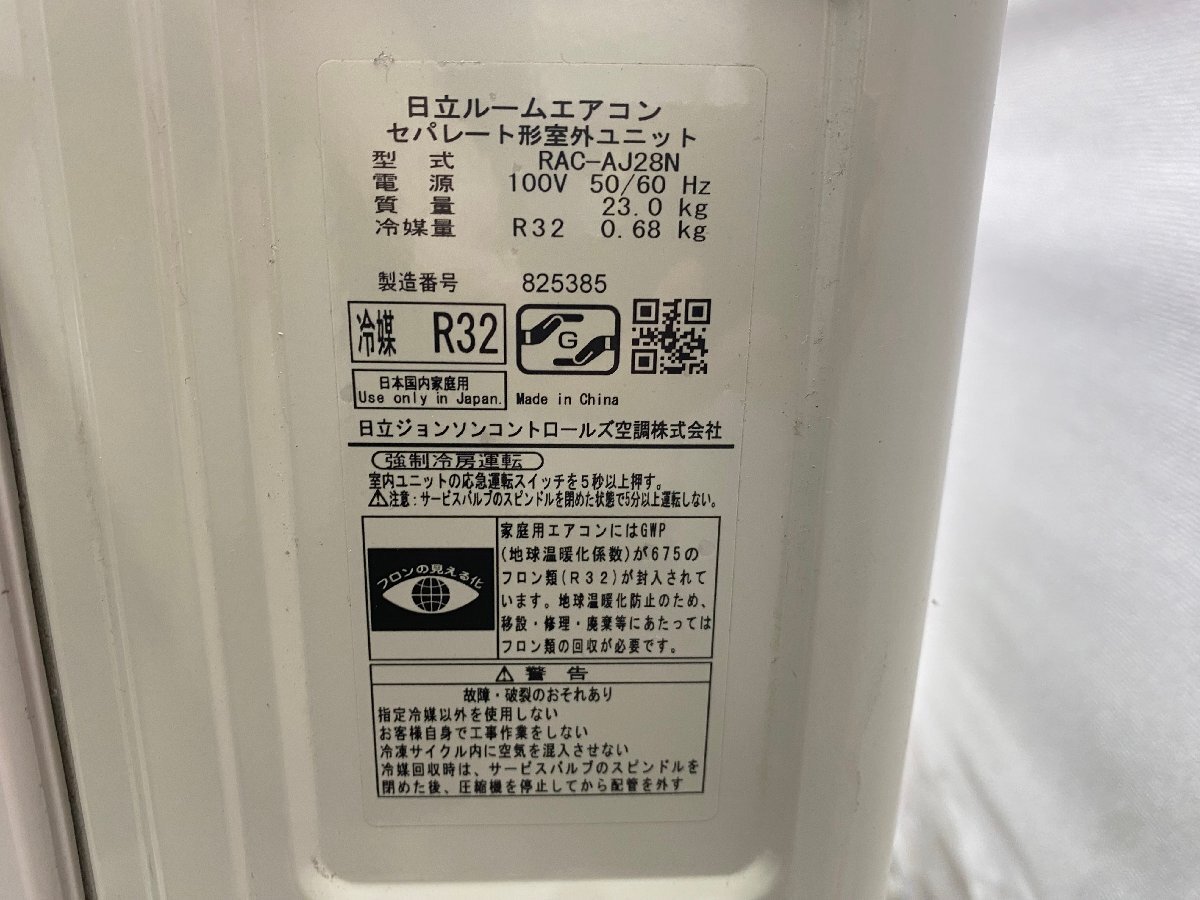 日立ルームエアコン
セパレート形室外ユニット
型 式 RAC-AJ28N
電 源 100V 50/60 Hz
質 量 23.0 kg
冷媒量 R32 0.68 kg
製造番号 825385
冷媒 R32
G
日本国内家庭用
Use only in Japan.
Made in China
日立ジョンソンコントロールズ空調株式会社
強制冷房運転
室内ユニットの応急運転スイッチを5秒以上押す。
注意:サービスバルブのスピンドルを閉めた状態で5分以上運転しない。
フロンの見える化
家庭用エアコンにはGWP
(地球温暖化係数)が675の
フロン類(R32)が封入されて
います。地球温暖化防止のため、
移設・修理・廃棄等にあたっては
フロン類の回収が必要です。
警 告
故障・破裂のおそれあり
指定冷媒以外を使用しない
お客様自身で工事作業をしない
冷凍サイクル内に空気を混入させない
冷媒回収時は、サービスバルブのスピンドルを
閉めた後、圧縮機を停止してから配管を外す